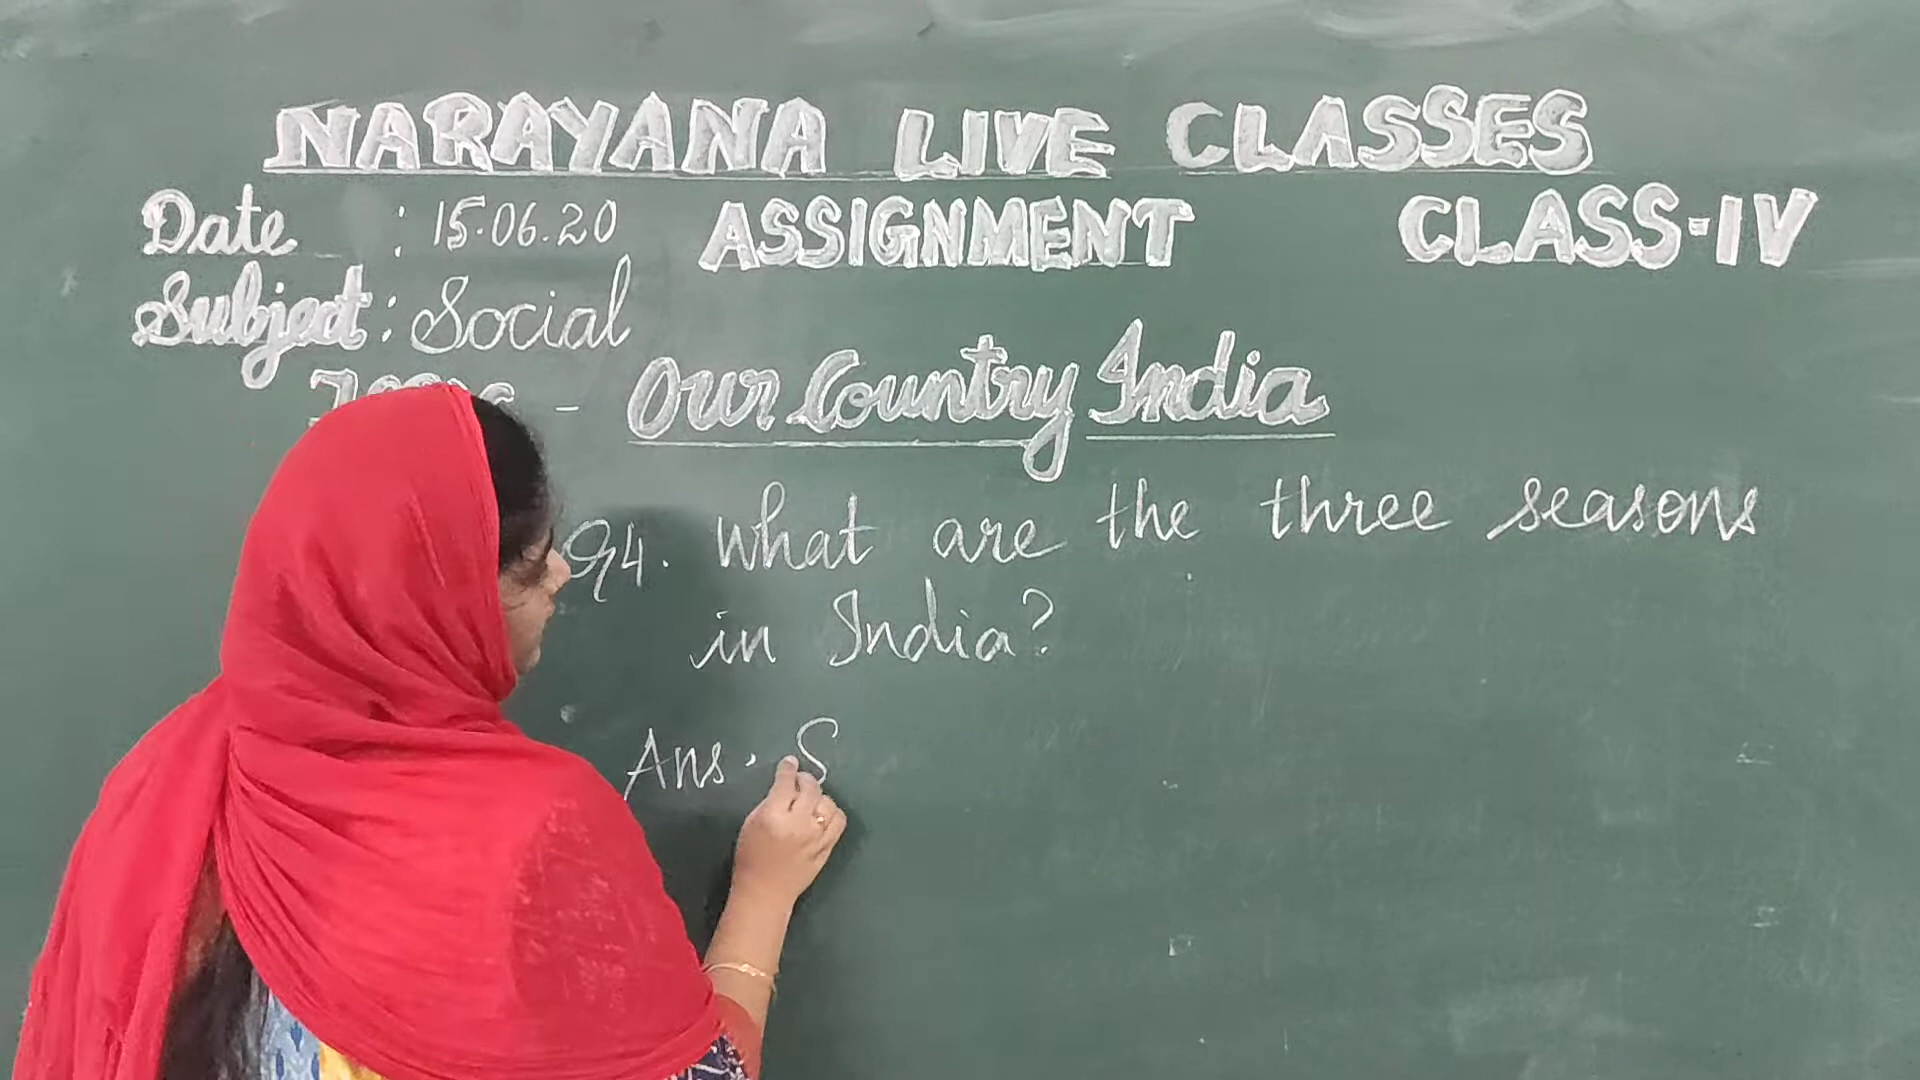 NARAYANA LIVE CLASSES
Date : 15.06.20 ASSIGNMENT CLASS-IV
Subject : Social
- Our Country India
Q4. What are the three seasons
in India?
Ans. S